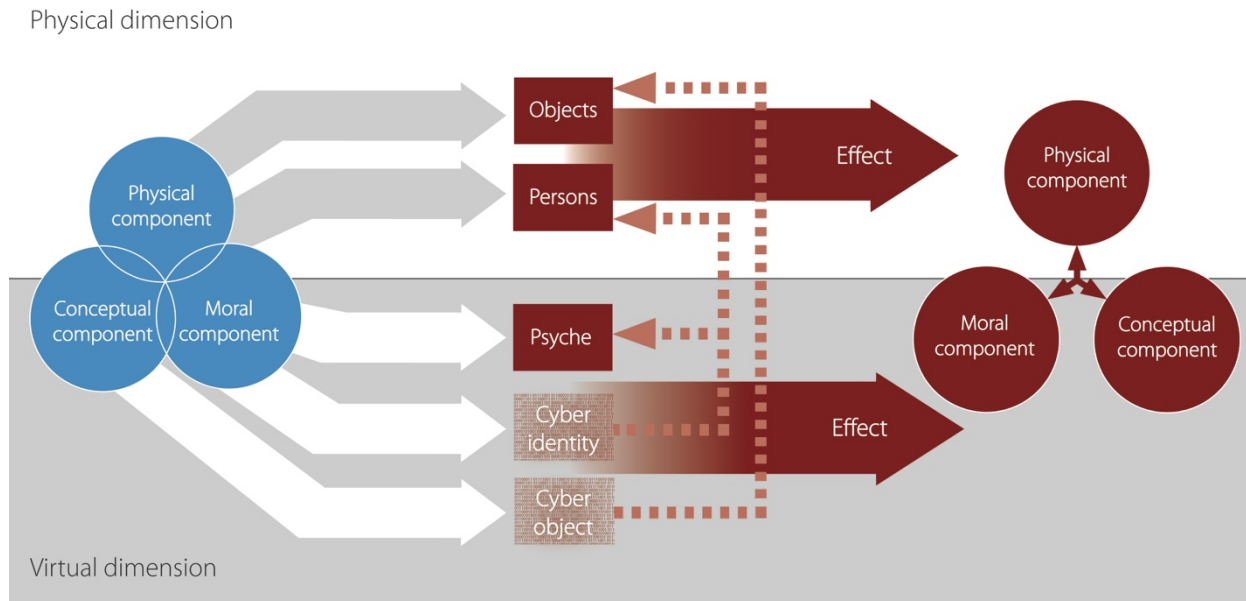 Physical dimension
Objects
Effect
Persons
Physical
component
Conceptual
component
Moral
component
Psyche
Cyber
identity
Cyber
object
Effect
Physical
component
Moral
component
Conceptual
component
Virtual dimension